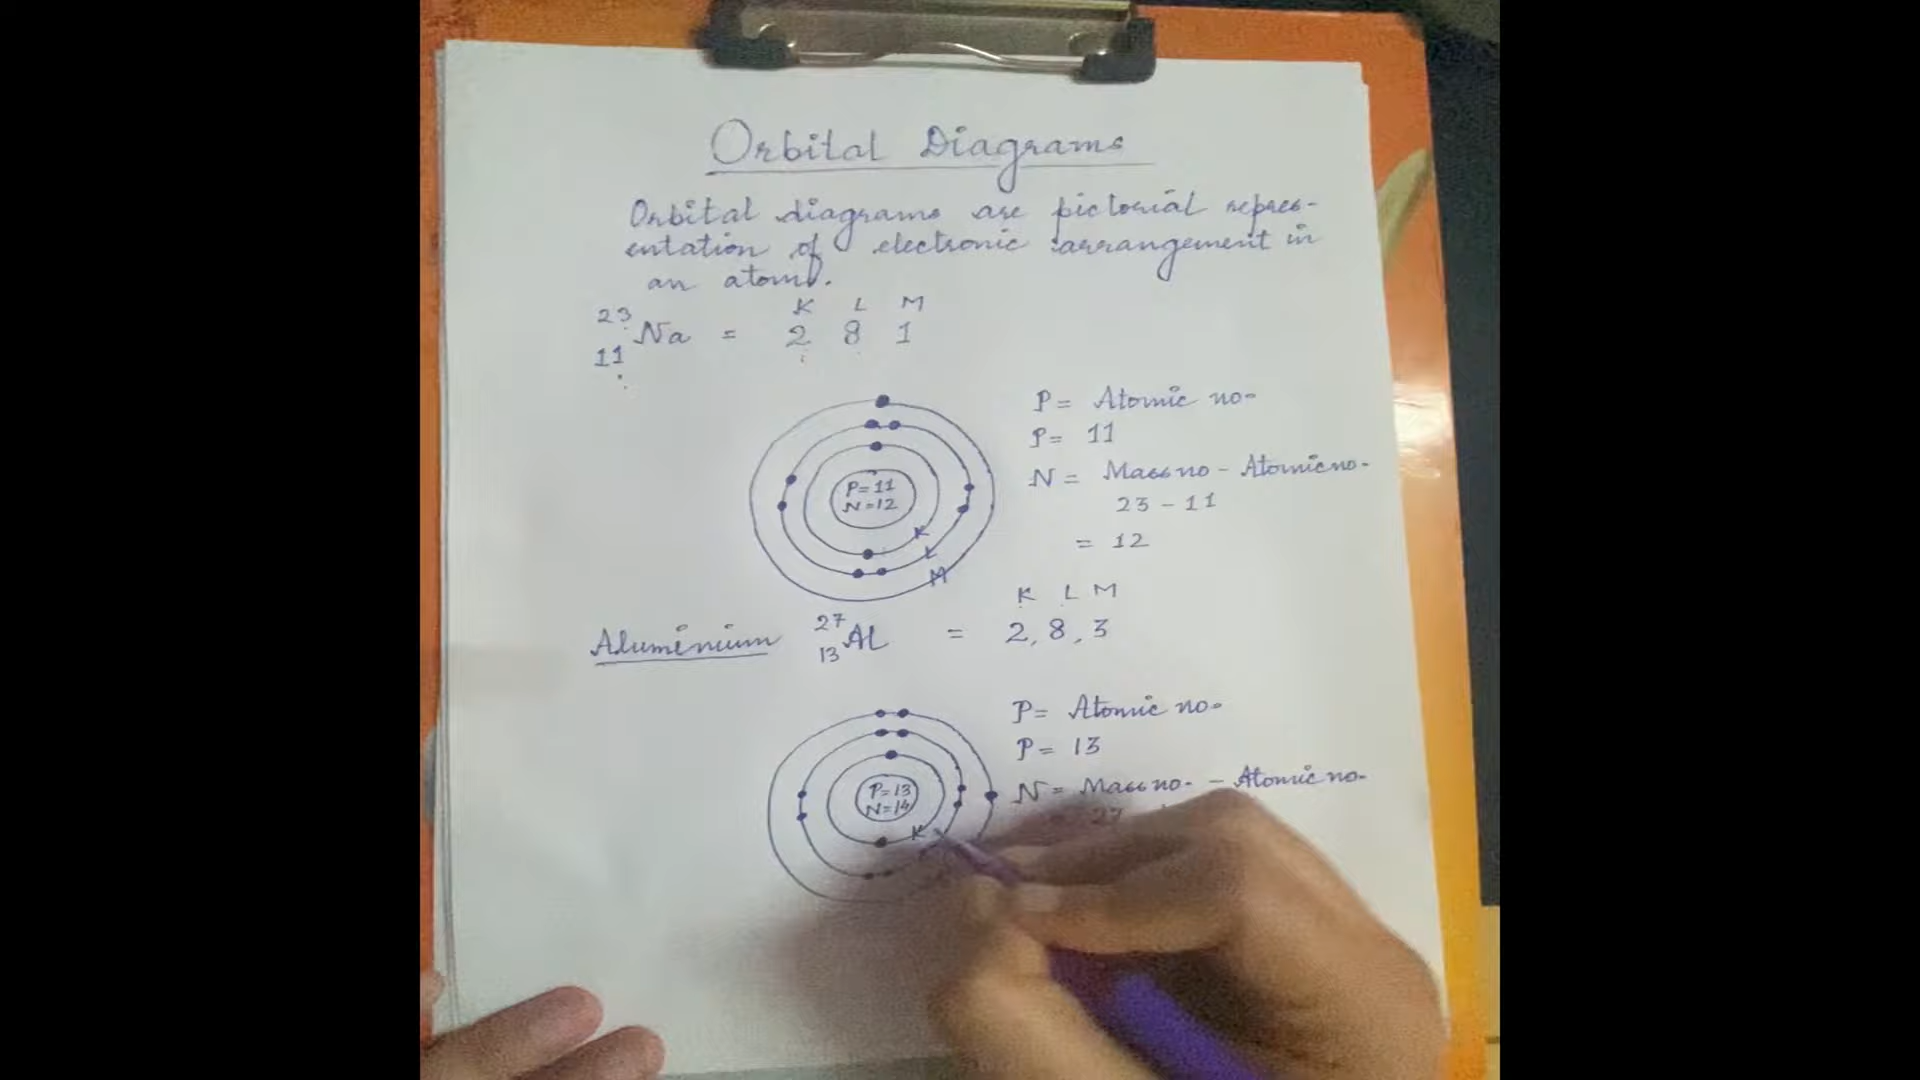 Orbital Diagrams
Orbital diagrams are pictorial repres-
entation of electronic arrangement in
an atom.
K L M
23
Na = 2 8 1
11
P=11
N=12
K
L
M
P = Atomic no-
P = 11
N = Mass no - Atomic no-
23 - 11
= 12
K L M
Aluminium 27 13 Al = 2, 8, 3
P=13
N=14
K
P = Atomic no-
P = 13
N = Mass no. - Atomic no-
27